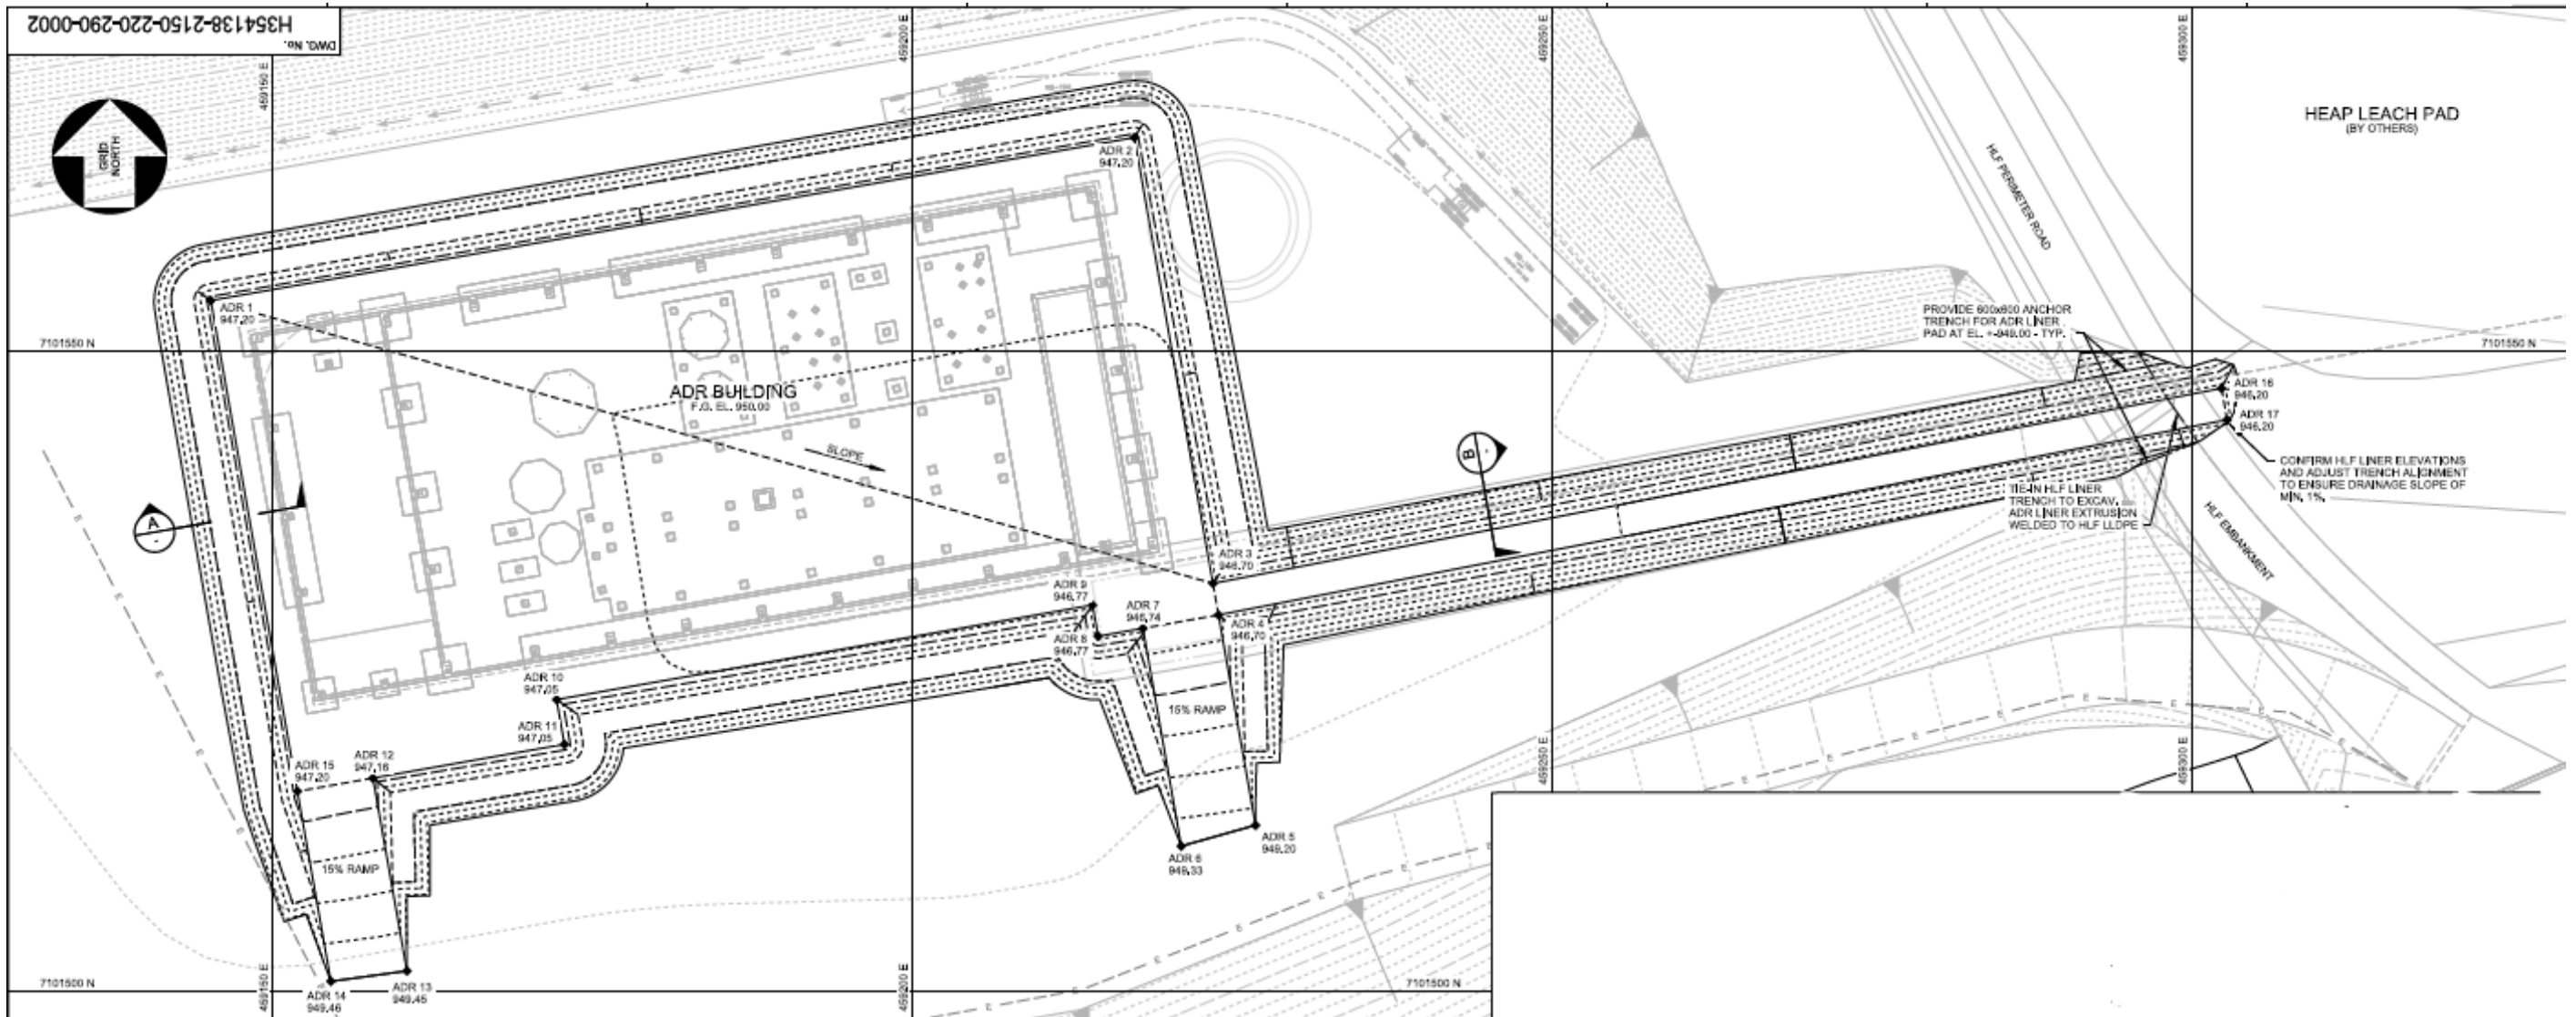 H354138-2150-220-290-0002
DWG. No.
GRID
NORTH
459150 E
459200 E
459250 E
459300 E
HEAP LEACH PAD
(BY OTHERS)
HLF PERIMETER ROAD
ADR 2
947.20
ADR 1
947.20
7101550 N
7101550 N
PROVIDE 600x600 ANCHOR
TRENCH FOR ADR LINER
PAD AT EL. +-949.00 - TYP.
ADR BUILDING
F.G. EL. 950.00
SLOPE
ADR 16
946.20
ADR 17
946.20
CONFIRM HLF LINER ELEVATIONS
AND ADJUST TRENCH ALIGNMENT
TO ENSURE DRAINAGE SLOPE OF
MIN. 1%.
TIE-IN HLF LINER
TRENCH TO EXCAV.
ADR LINER EXTRUSION
WELDED TO HLF LLDPE
HLF EMBANKMENT
A
-
B
-
ADR 3
946.70
ADR 9
946.77
ADR 7
946.74
ADR 8
946.77
ADR 4
946.70
ADR 10
947.05
ADR 11
947.05
15% RAMP
ADR 15
947.20
ADR 12
947.16
15% RAMP
ADR 5
949.20
ADR 6
949.33
ADR 14
949.46
ADR 13
949.45
7101500 N
7101500 N
459150 E
459200 E
459250 E
459300 E